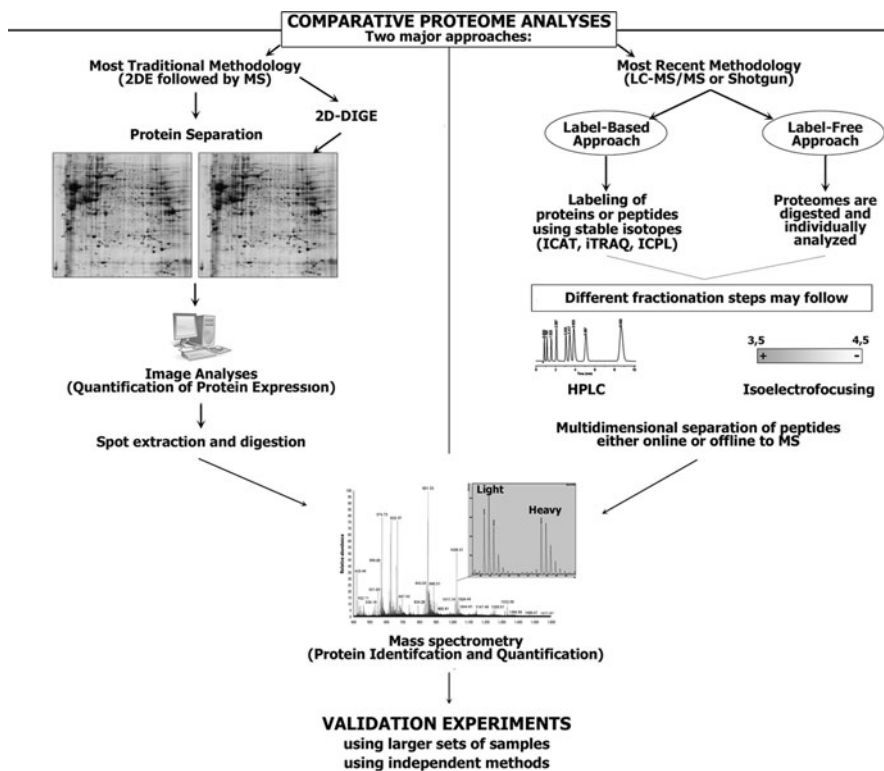 COMPARATIVE PROTEOME ANALYSES
Two major approaches:
Most Traditional Methodology
(2DE followed by MS)
2D-DIGE
Protein Separation
Image Analyses
(Quantification of Protein Expression)
Spot extraction and digestion
Most Recent Methodology
(LC-MS/MS or Shotgun)
Label-Based
Approach
Label-Free
Approach
Labeling of
proteins or peptides
using stable isotopes
(ICAT, iTRAQ, ICPL)
Proteomes are
digested and
individually
analyzed
Different fractionation steps may follow
HPLC
3,5
4,5
+
-
Isoelectrofocusing
Multidimensional separation of peptides
either online or offline to MS
Light
Heavy
Relative abundance
Mass spectrometry
(Protein Identifcation and Quantification)
VALIDATION EXPERIMENTS
using larger sets of samples
using independent methods